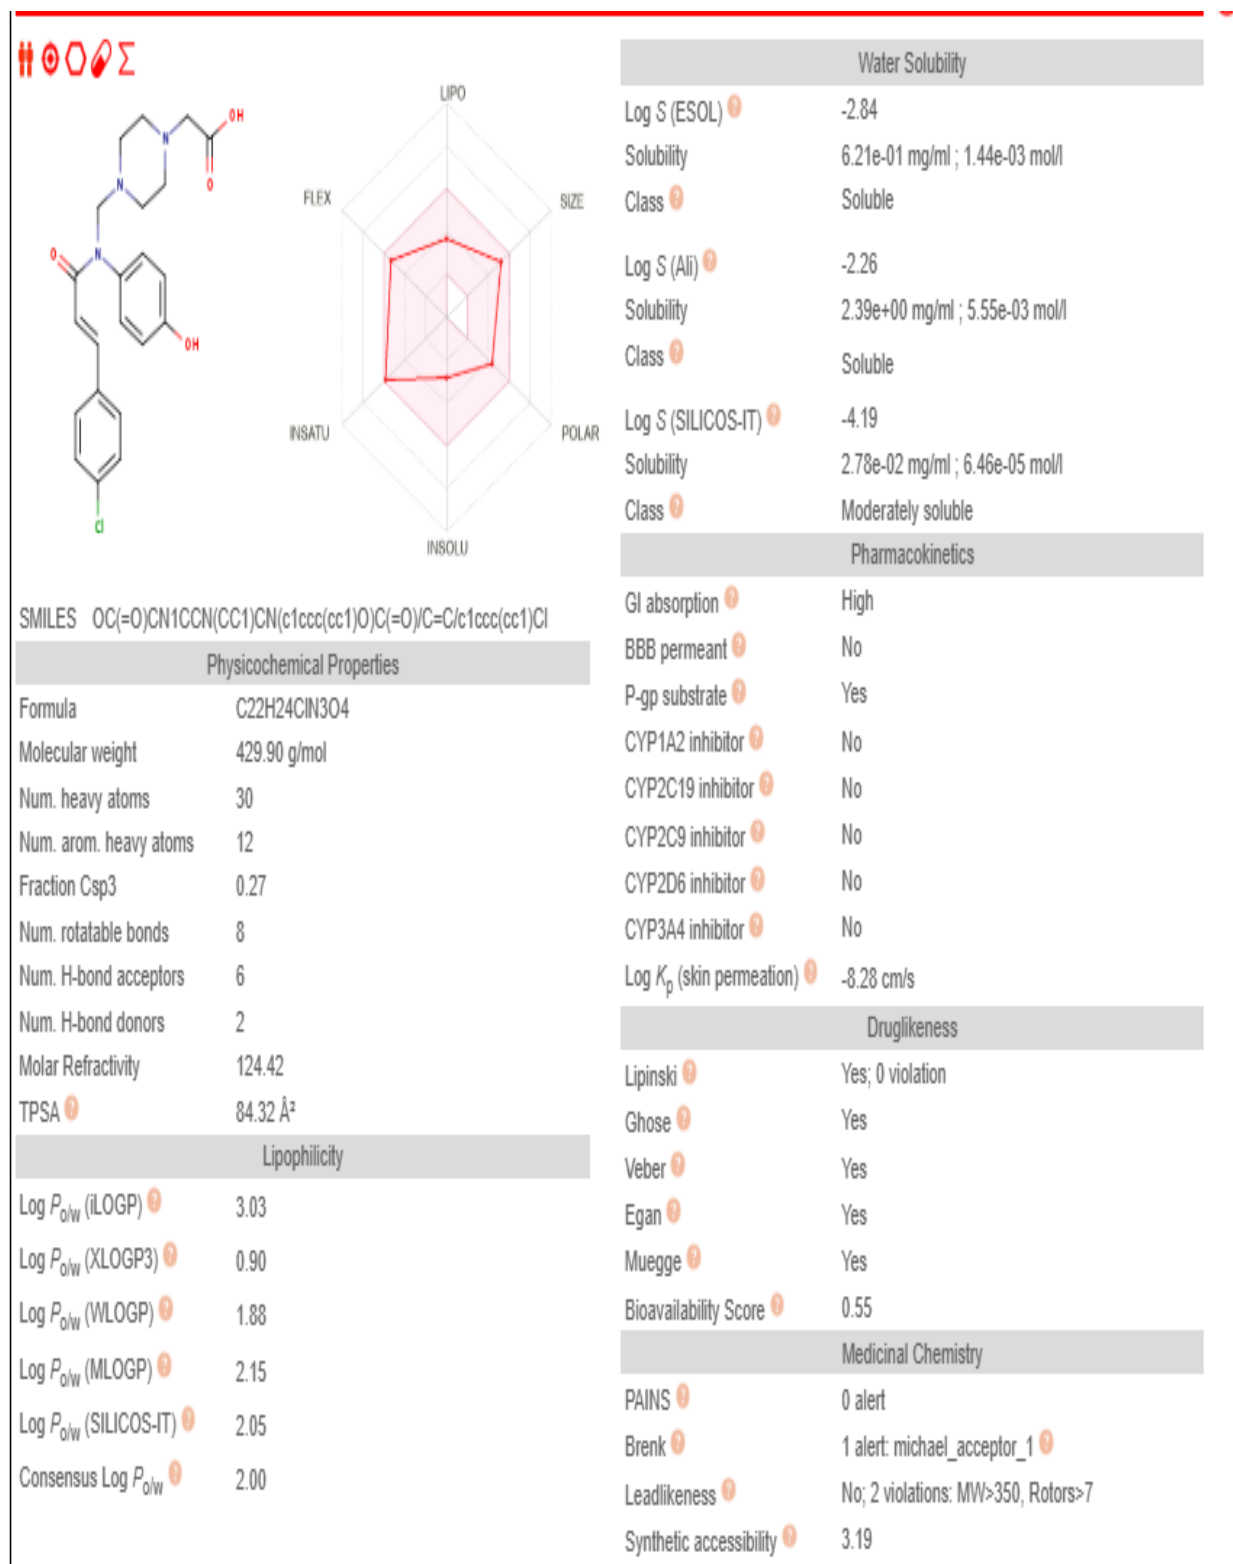 OH
N
O
N
O
N
OH
Cl
LIPO
FLEX
SIZE
INSATU
POLAR
INSOLU
SMILES OC(=O)CN1CCN(CC1)CN(c1ccc(cc1)O)C(=O)/C=C/c1ccc(cc1)Cl
Physicochemical Properties
Formula C22H24ClN3O4
Molecular weight 429.90 g/mol
Num. heavy atoms 30
Num. arom. heavy atoms 12
Fraction Csp3 0.27
Num. rotatable bonds 8
Num. H-bond acceptors 6
Num. H-bond donors 2
Molar Refractivity 124.42
TPSA ? 84.32 Å²
Lipophilicity
Log Po/w (iLOGP) ? 3.03
Log Po/w (XLOGP3) ? 0.90
Log Po/w (WLOGP) ? 1.88
Log Po/w (MLOGP) ? 2.15
Log Po/w (SILICOS-IT) ? 2.05
Consensus Log Po/w ? 2.00
Water Solubility
Log S (ESOL) ? -2.84
Solubility 6.21e-01 mg/ml ; 1.44e-03 mol/l
Class ? Soluble
Log S (Ali) ? -2.26
Solubility 2.39e+00 mg/ml ; 5.55e-03 mol/l
Class ? Soluble
Log S (SILICOS-IT) ? -4.19
Solubility 2.78e-02 mg/ml ; 6.46e-05 mol/l
Class ? Moderately soluble
Pharmacokinetics
GI absorption ? High
BBB permeant ? No
P-gp substrate ? Yes
CYP1A2 inhibitor ? No
CYP2C19 inhibitor ? No
CYP2C9 inhibitor ? No
CYP2D6 inhibitor ? No
CYP3A4 inhibitor ? No
Log Kp (skin permeation) ? -8.28 cm/s
Druglikeness
Lipinski ? Yes; 0 violation
Ghose ? Yes
Veber ? Yes
Egan ? Yes
Muegge ? Yes
Bioavailability Score ? 0.55
Medicinal Chemistry
PAINS ? 0 alert
Brenk ? 1 alert: michael_acceptor_1 ?
Leadlikeness ? No; 2 violations: MW>350, Rotors>7
Synthetic accessibility ? 3.19